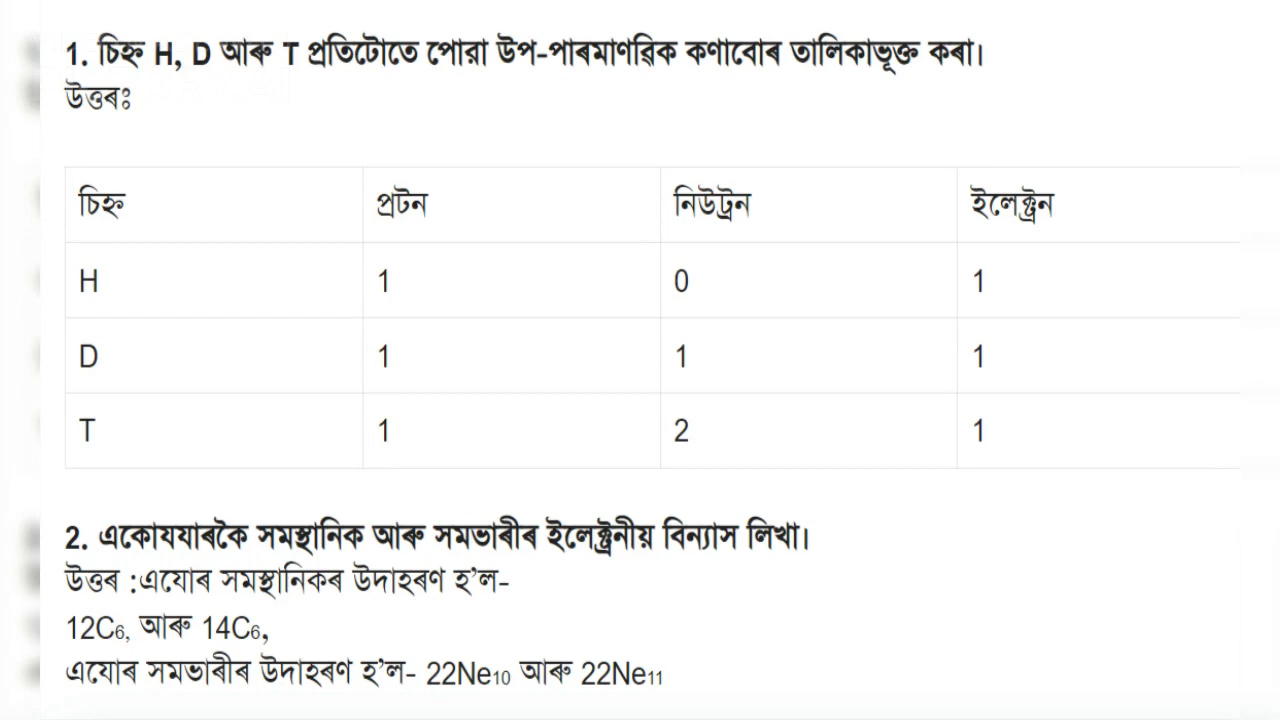 1. চিহ্ন H, D আৰু T প্ৰতিটোতে পোৱা উপ-পাৰমাণৱিক কণাবোৰ তালিকাভূক্ত কৰা।
উত্তৰঃ
চিহ্ন প্ৰটন নিউট্ৰন ইলেক্ট্ৰন
H 1 0 1
D 1 1 1
T 1 2 1
2. একোযযাৰকৈ সমস্থানিক আৰু সমভাৰীৰ ইলেক্ট্ৰনীয় বিন্যাস লিখা।
উত্তৰ :এযোৰ সমস্থানিকৰ উদাহৰণ হ’ল-
12C₆, আৰু 14C₆,
এযোৰ সমভাৰীৰ উদাহৰণ হ’ল- 22Ne₁₀ আৰু 22Ne₁₁